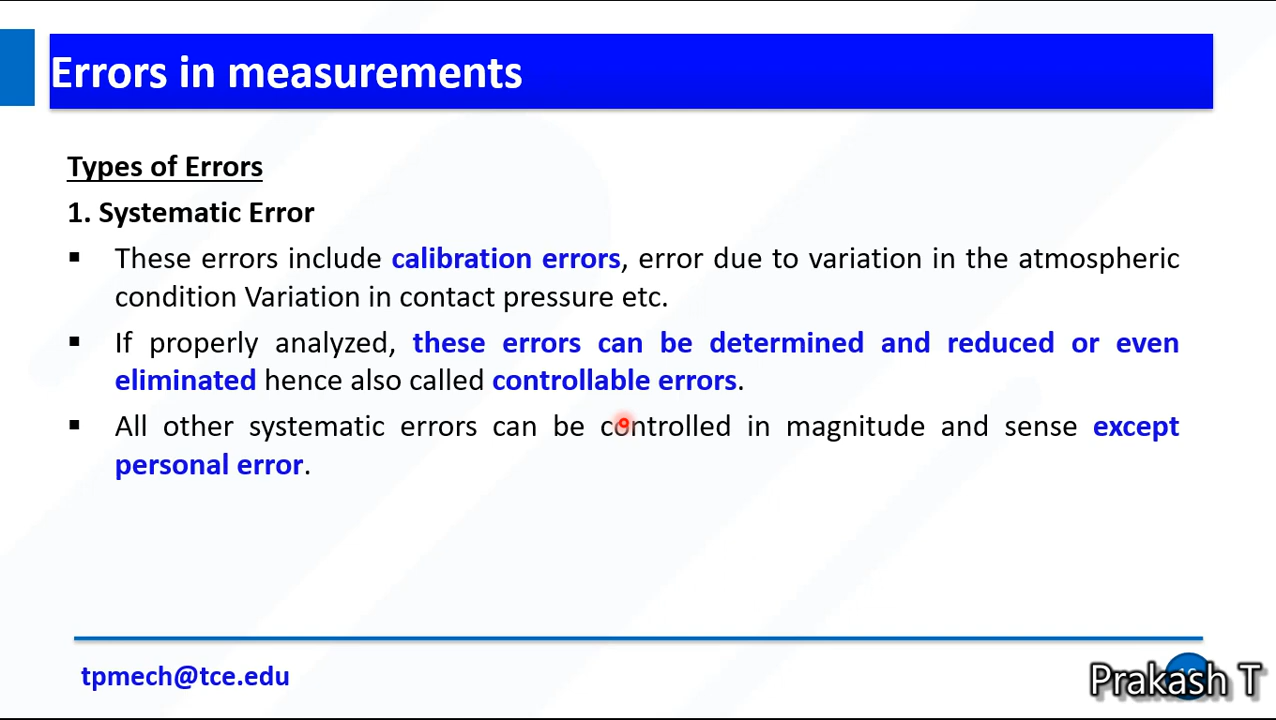 Errors in measurements
Types of Errors
1. Systematic Error
▪ These errors include calibration errors, error due to variation in the atmospheric
condition Variation in contact pressure etc.
▪ If properly analyzed, these errors can be determined and reduced or even
eliminated hence also called controllable errors.
▪ All other systematic errors can be controlled in magnitude and sense except
personal error.
tpmech@tce.edu
Prakash T